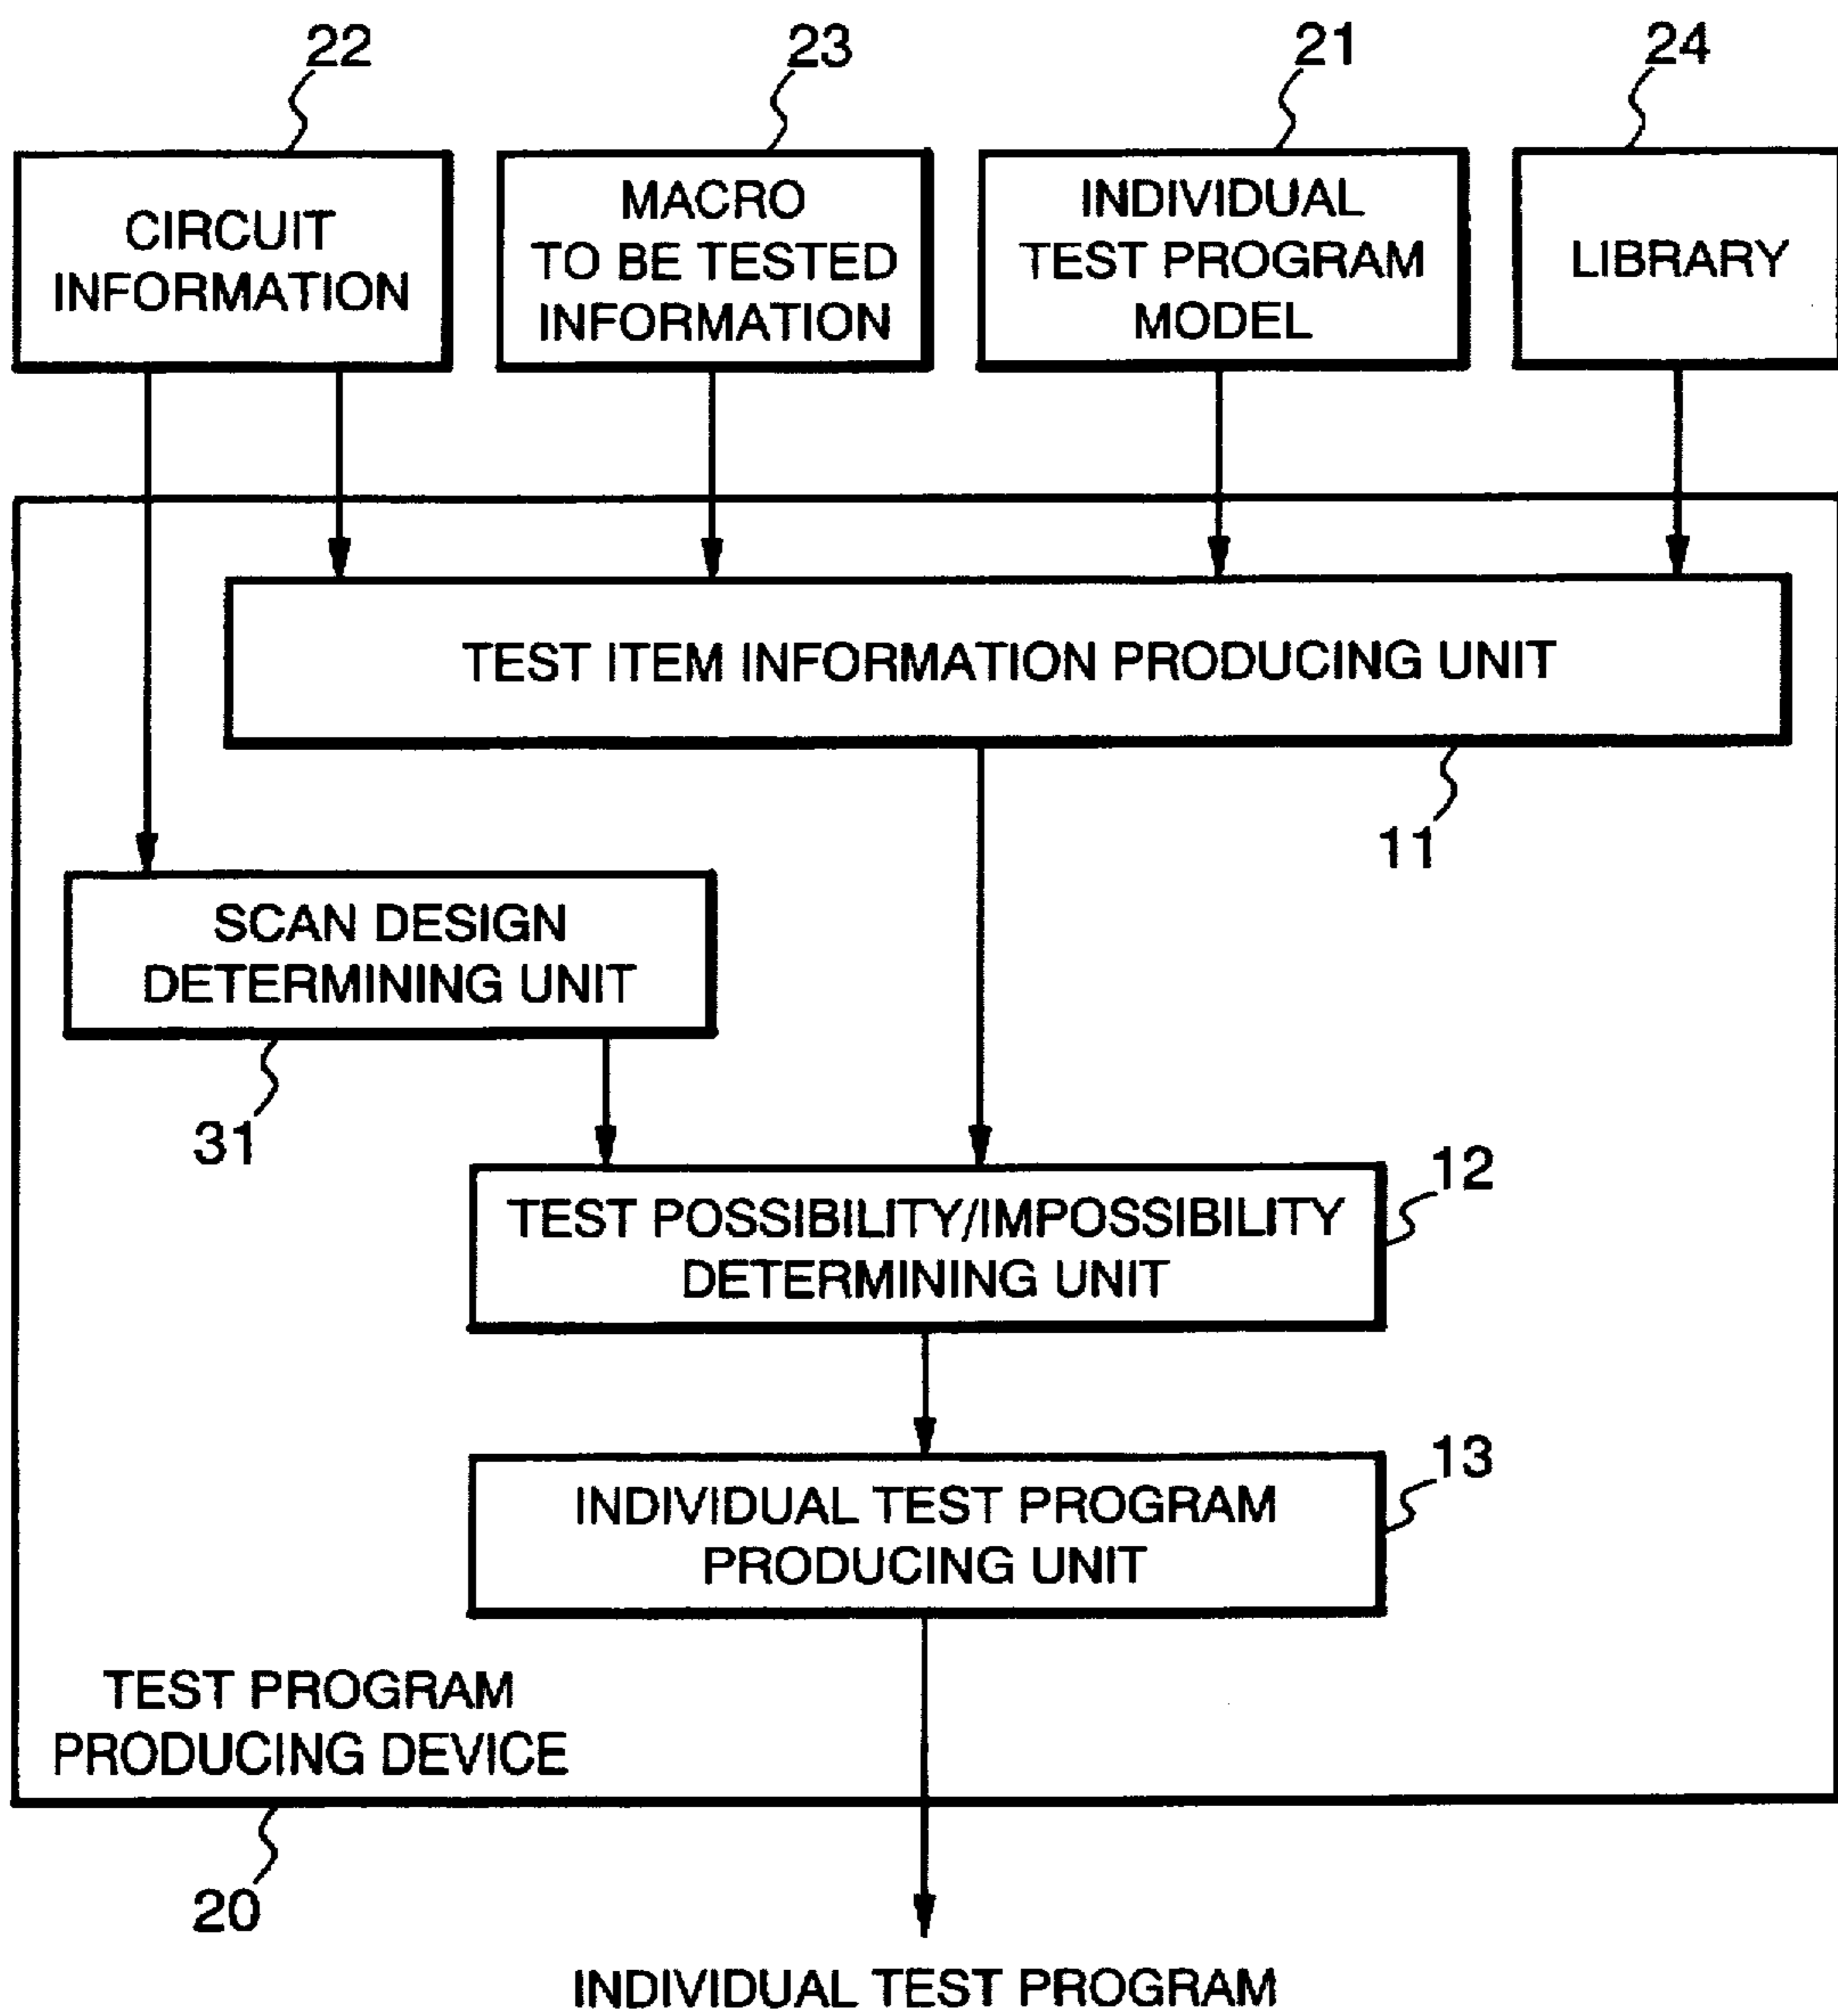 22
23
21
24
CIRCUIT
INFORMATION
MACRO
TO BE TESTED
INFORMATION
INDIVIDUAL
TEST PROGRAM
MODEL
LIBRARY
TEST ITEM INFORMATION PRODUCING UNIT
11
SCAN DESIGN
DETERMINING UNIT
31
12
TEST POSSIBILITY/IMPOSSIBILITY
DETERMINING UNIT
13
INDIVIDUAL TEST PROGRAM
PRODUCING UNIT
TEST PROGRAM
PRODUCING DEVICE
20
INDIVIDUAL TEST PROGRAM